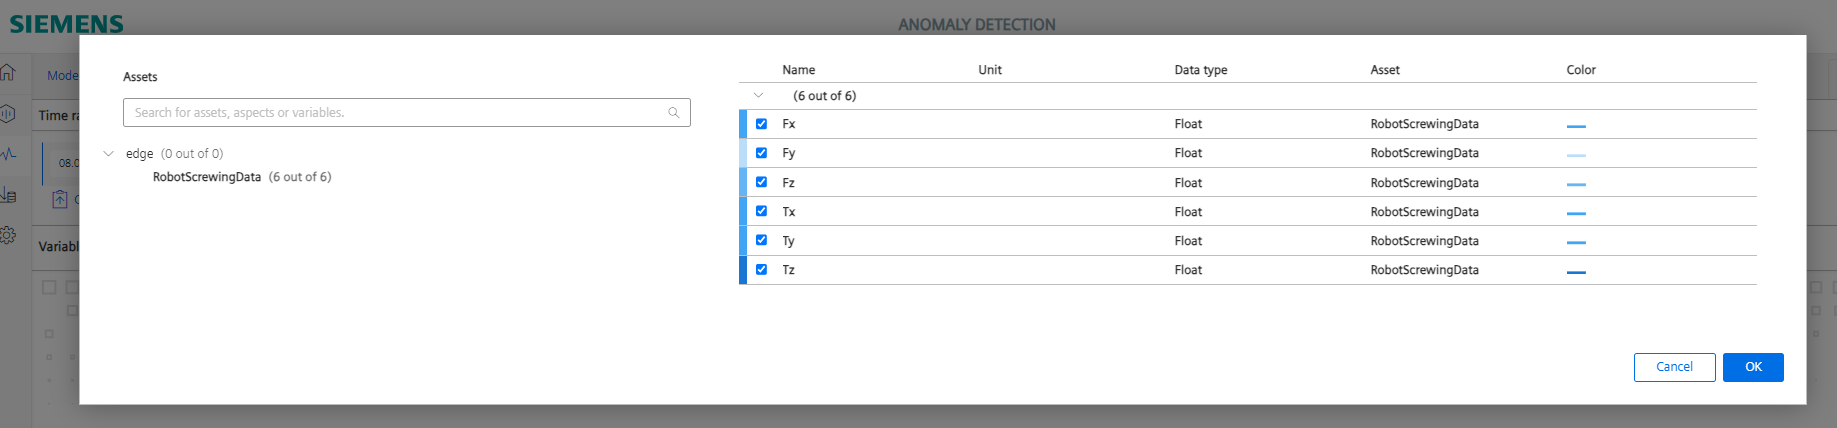 SIEMENS
ANOMALY DETECTION
Assets
Search for assets, aspects or variables.
edge (0 out of 0)
RobotScrewingData (6 out of 6)
Name Unit Data type Asset Color
(6 out of 6)
Fx Float RobotScrewingData
Fy Float RobotScrewingData
Fz Float RobotScrewingData
Tx Float RobotScrewingData
Ty Float RobotScrewingData
Tz Float RobotScrewingData
Cancel OK
Mode
Time ra
08.0
Variabl